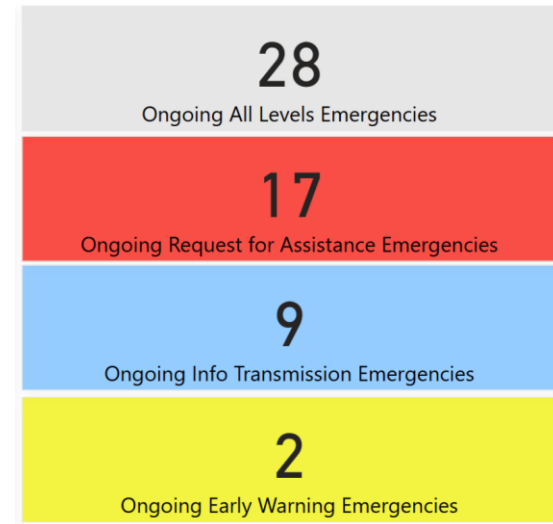 28
Ongoing All Levels Emergencies
17
Ongoing Request for Assistance Emergencies
9
Ongoing Info Transmission Emergencies
2
Ongoing Early Warning Emergencies